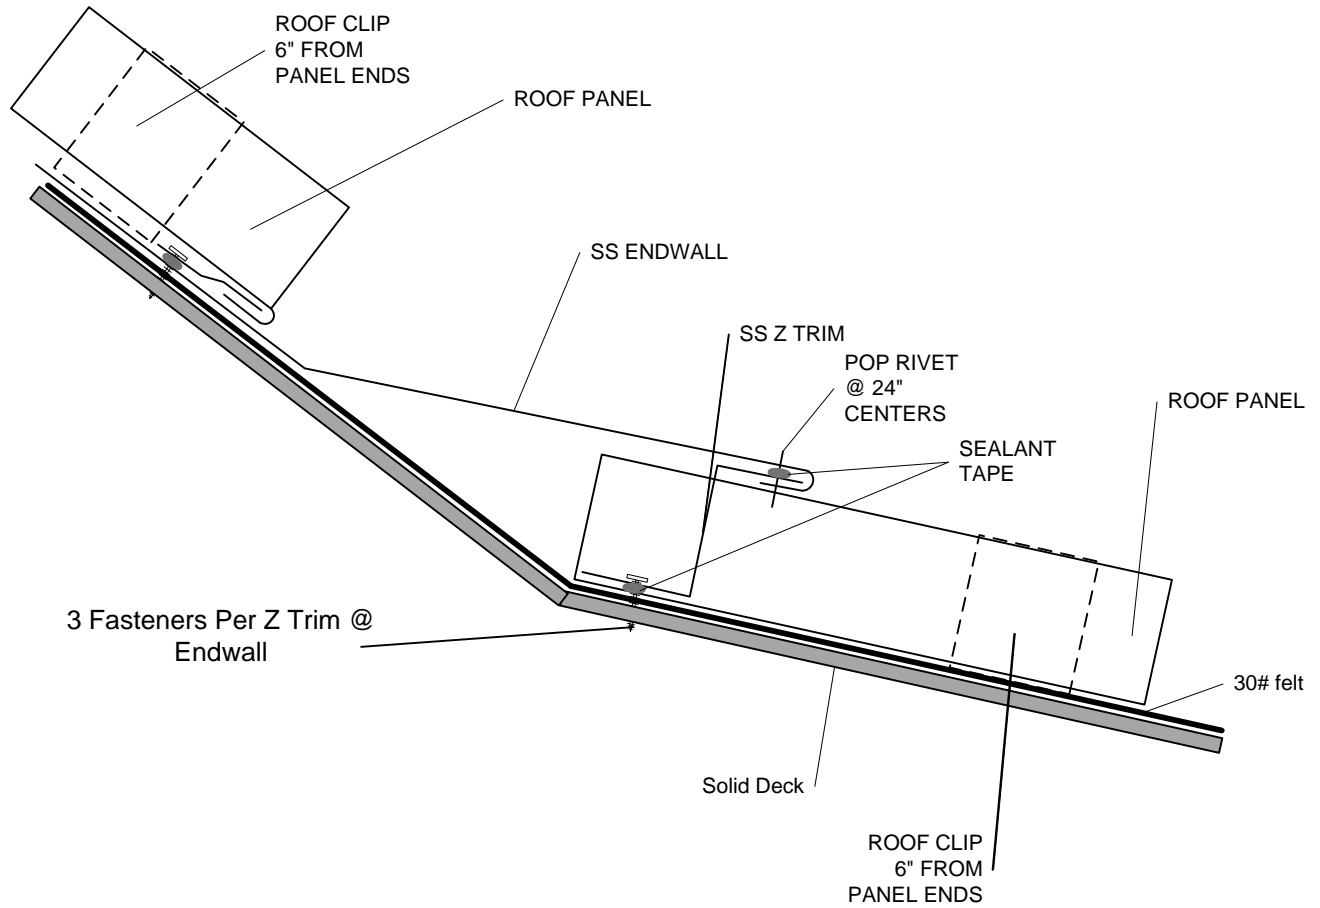 ROOF CLIP
6" FROM
PANEL ENDS
ROOF PANEL
SS ENDWALL
SS Z TRIM
POP RIVET
@ 24"
CENTERS
ROOF PANEL
SEALANT
TAPE
3 Fasteners Per Z Trim @
Endwall
30# felt
Solid Deck
ROOF CLIP
6" FROM
PANEL ENDS